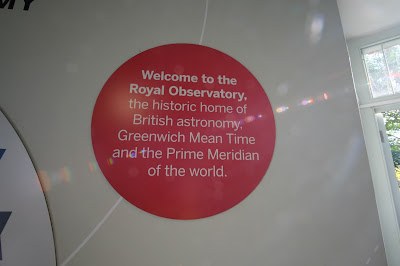 MY
Welcome to the
Royal Observatory,
the historic home of
British astronomy,
Greenwich Mean Time
and the Prime Meridian
of the world.